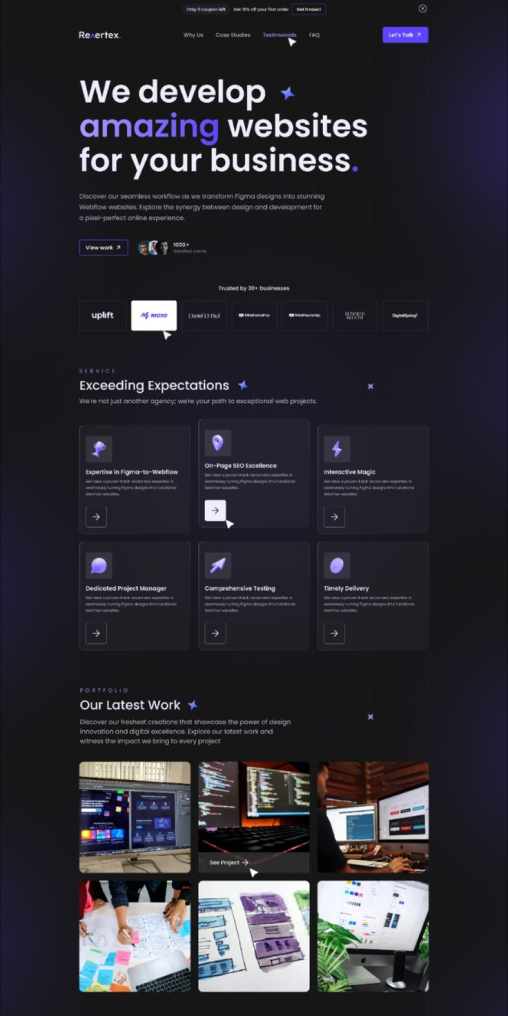 Only 9 coupon left Get 10% off your first order Get it now!
Revertex.
Why Us Case Studies Testimonials FAQ
Let's Talk
We develop
amazing websites
for your business.
Discover our seamless workflow as we transform Figma designs into stunning
Webflow websites. Explore the synergy between design and development for
a pixel-perfect online experience.
View work
1000+
Satisfied clients
Trusted by 30+ businesses
uplift
MOJO
Daniel D Paul
Mothership
Mothership
BUSINESS
BLOOM
SERVICE
Exceeding Expectations
We're not just another agency; we're your path to exceptional web projects.
Expertise in Figma-to-Webflow
We have a proven track record and expertise in
seamlessly turning Figma designs into functional
Webflow websites.
On-Page SEO Excellence
We have a proven track record and expertise in
seamlessly turning Figma designs into functional
Webflow websites.
Interactive Magic
We have a proven track record and expertise in
seamlessly turning Figma designs into functional
Webflow websites.
Dedicated Project Manager
We have a proven track record and expertise in
seamlessly turning Figma designs into functional
Webflow websites.
Comprehensive Testing
We have a proven track record and expertise in
seamlessly turning Figma designs into functional
Webflow websites.
Timely Delivery
We have a proven track record and expertise in
seamlessly turning Figma designs into functional
Webflow websites.
PORTFOLIO
Our Latest Work
Discover our freshest creations that showcase the power of design
innovation and digital excellence. Explore our latest work and
witness the impact we bring to every project
See Project